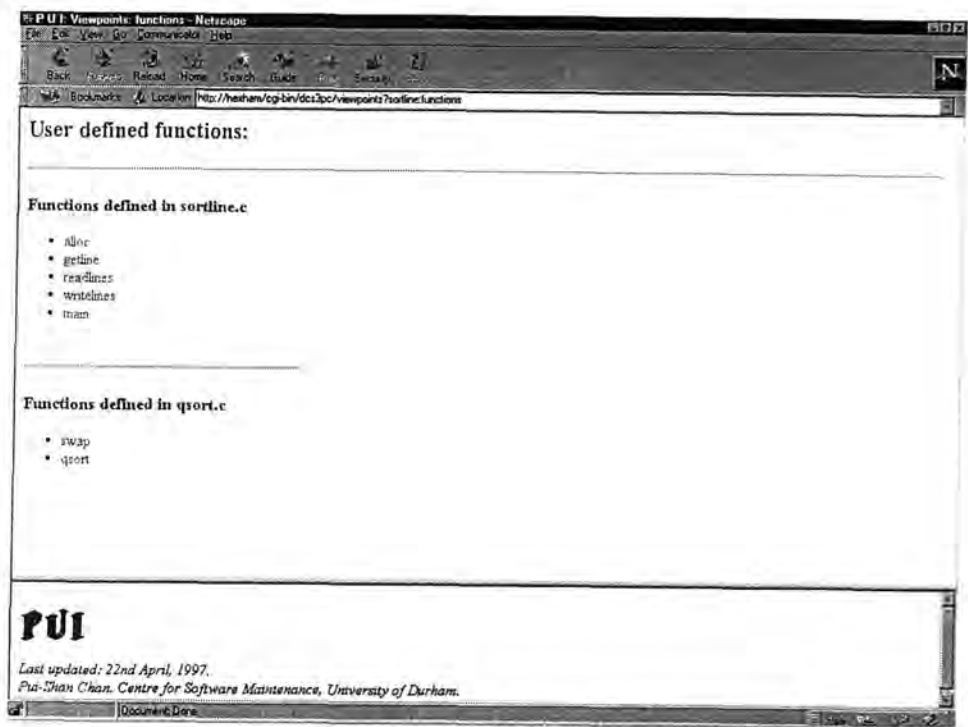 P U I: Viewpoints: functions - Netscape
File Edit View Go Communicator Help
Back Reload Home Search Guide Security
Bookmarks Location http://hexham/cgi-bin/dcs3pc/viewpoints?sortline:functions
N
User defined functions:
Functions defined in sortline.c
• alloc
• getline
• readlines
• writelines
• main
Functions defined in qsort.c
• swap
• qsort
PUI
Last updated: 22nd April, 1997.
Pui-Shan Chan. Centre for Software Maintenance, University of Durham.
Document: Done